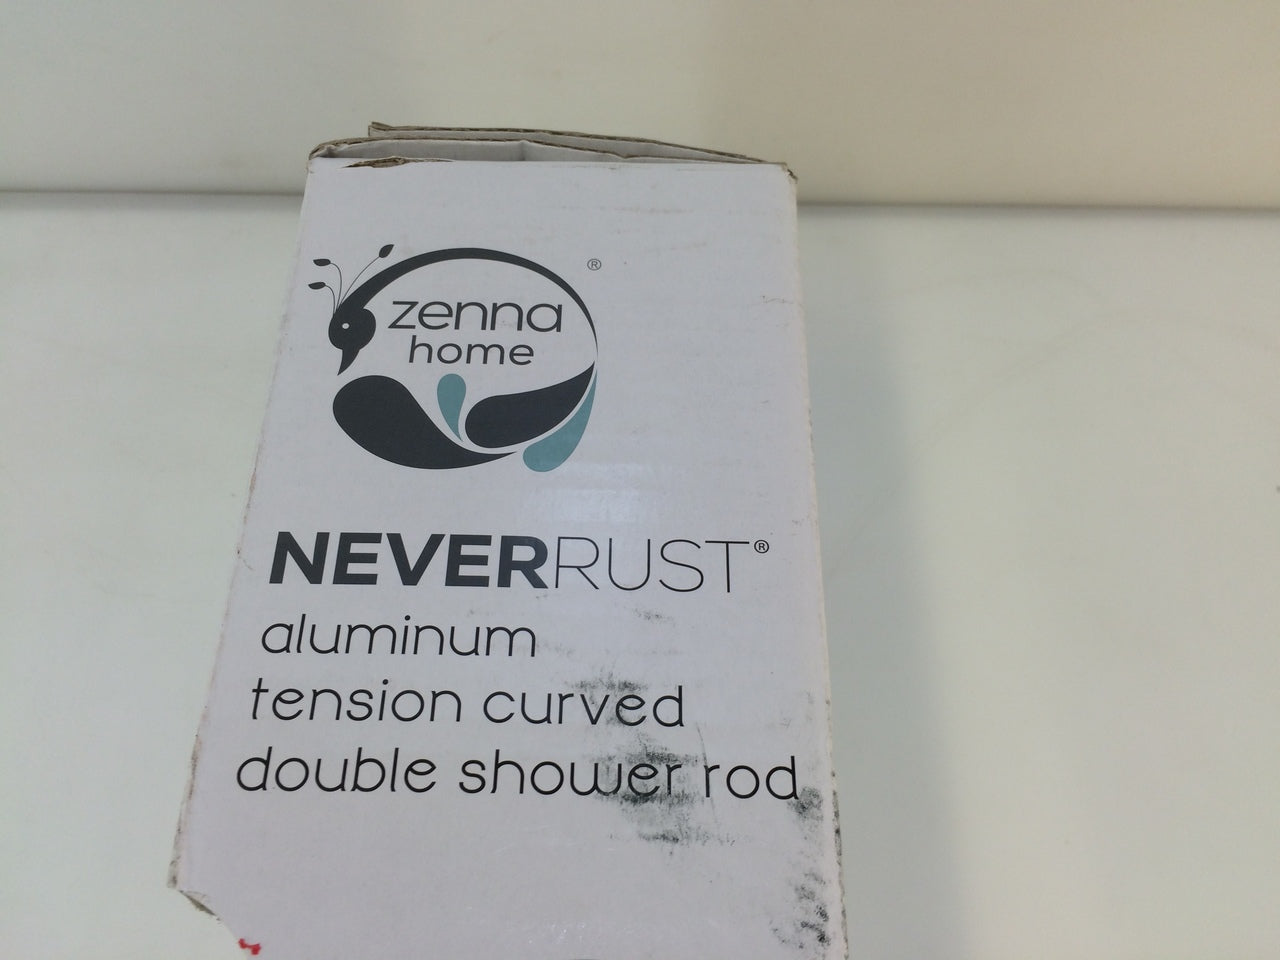 ®
zenna
home
NEVERRUST®
aluminum
tension curved
double shower rod